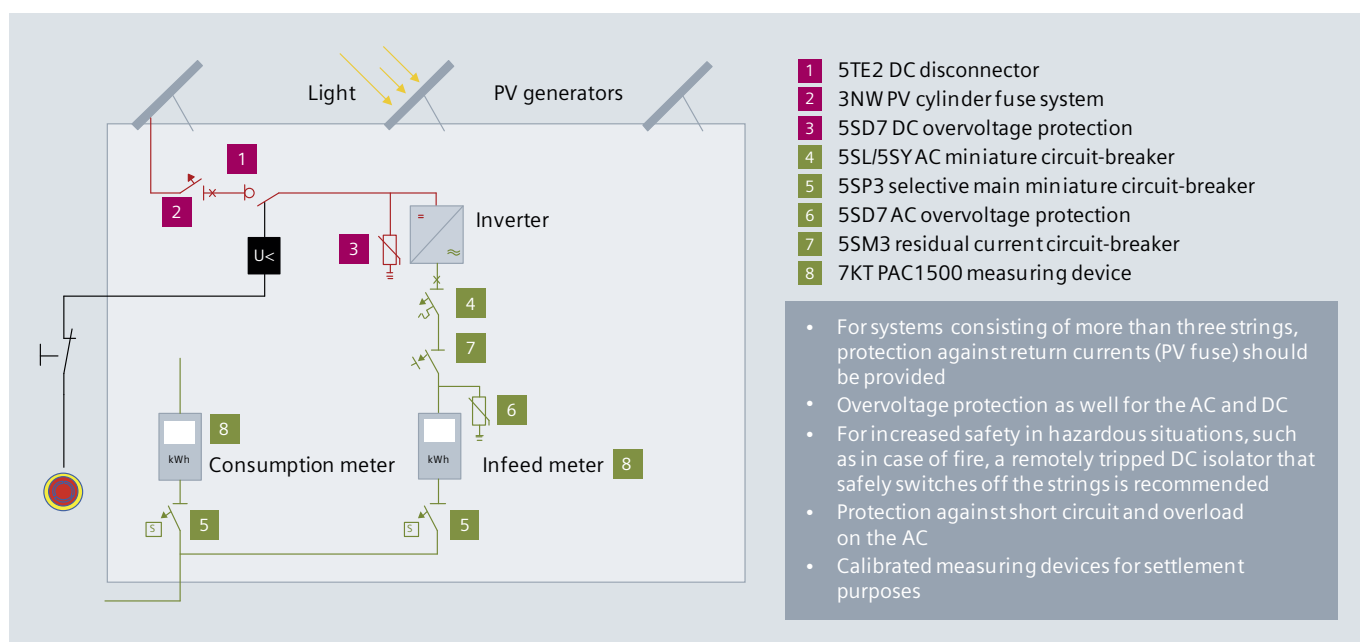 Light
PV generators
1
2
U<
3
=
≈
Inverter
4
7
6
8
kWh
Consumption meter
kWh
Infeed meter 8
S
5
S
5
1 5TE2 DC disconnector
2 3NW PV cylinder fuse system
3 5SD7 DC overvoltage protection
4 5SL/5SY AC miniature circuit-breaker
5 5SP3 selective main miniature circuit-breaker
6 5SD7 AC overvoltage protection
7 5SM3 residual current circuit-breaker
8 7KT PAC1500 measuring device
• For systems consisting of more than three strings,
protection against return currents (PV fuse) should
be provided
• Overvoltage protection as well for the AC and DC
• For increased safety in hazardous situations, such
as in case of fire, a remotely tripped DC isolator that
safely switches off the strings is recommended
• Protection against short circuit and overload
on the AC
• Calibrated measuring devices for settlement
purposes